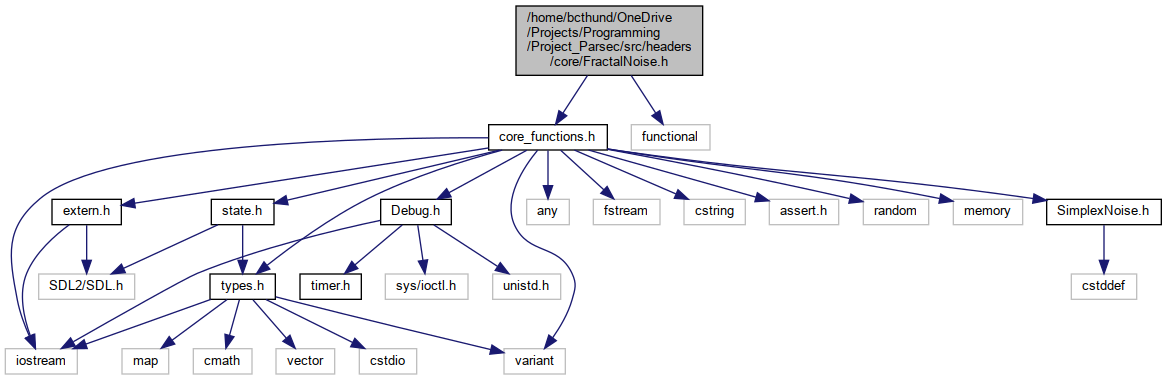 /home/bcthund/OneDrive
/Projects/Programming
/Project_Parsec/src/headers
/core/FractalNoise.h
core_functions.h
functional
extern.h
state.h
Debug.h
any
fstream
cstring
assert.h
random
memory
SimplexNoise.h
SDL2/SDL.h
types.h
timer.h
sys/ioctl.h
unistd.h
cstddef
iostream
map
cmath
vector
cstdio
variant